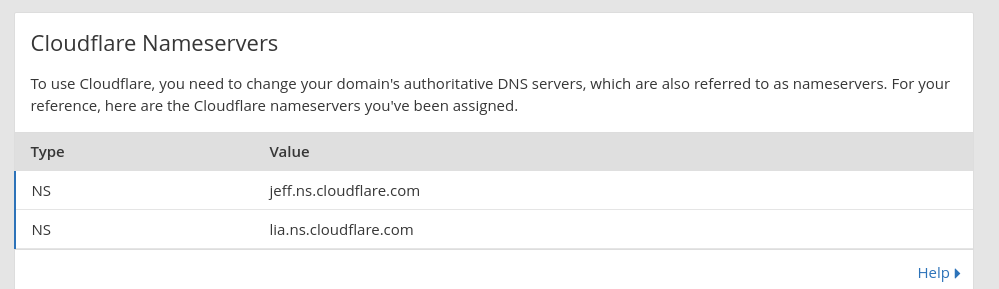 Cloudflare Nameservers
To use Cloudflare, you need to change your domain's authoritative DNS servers, which are also referred to as nameservers. For your
reference, here are the Cloudflare nameservers you've been assigned.
Type Value
NS jeff.ns.cloudflare.com
NS lia.ns.cloudflare.com
Help